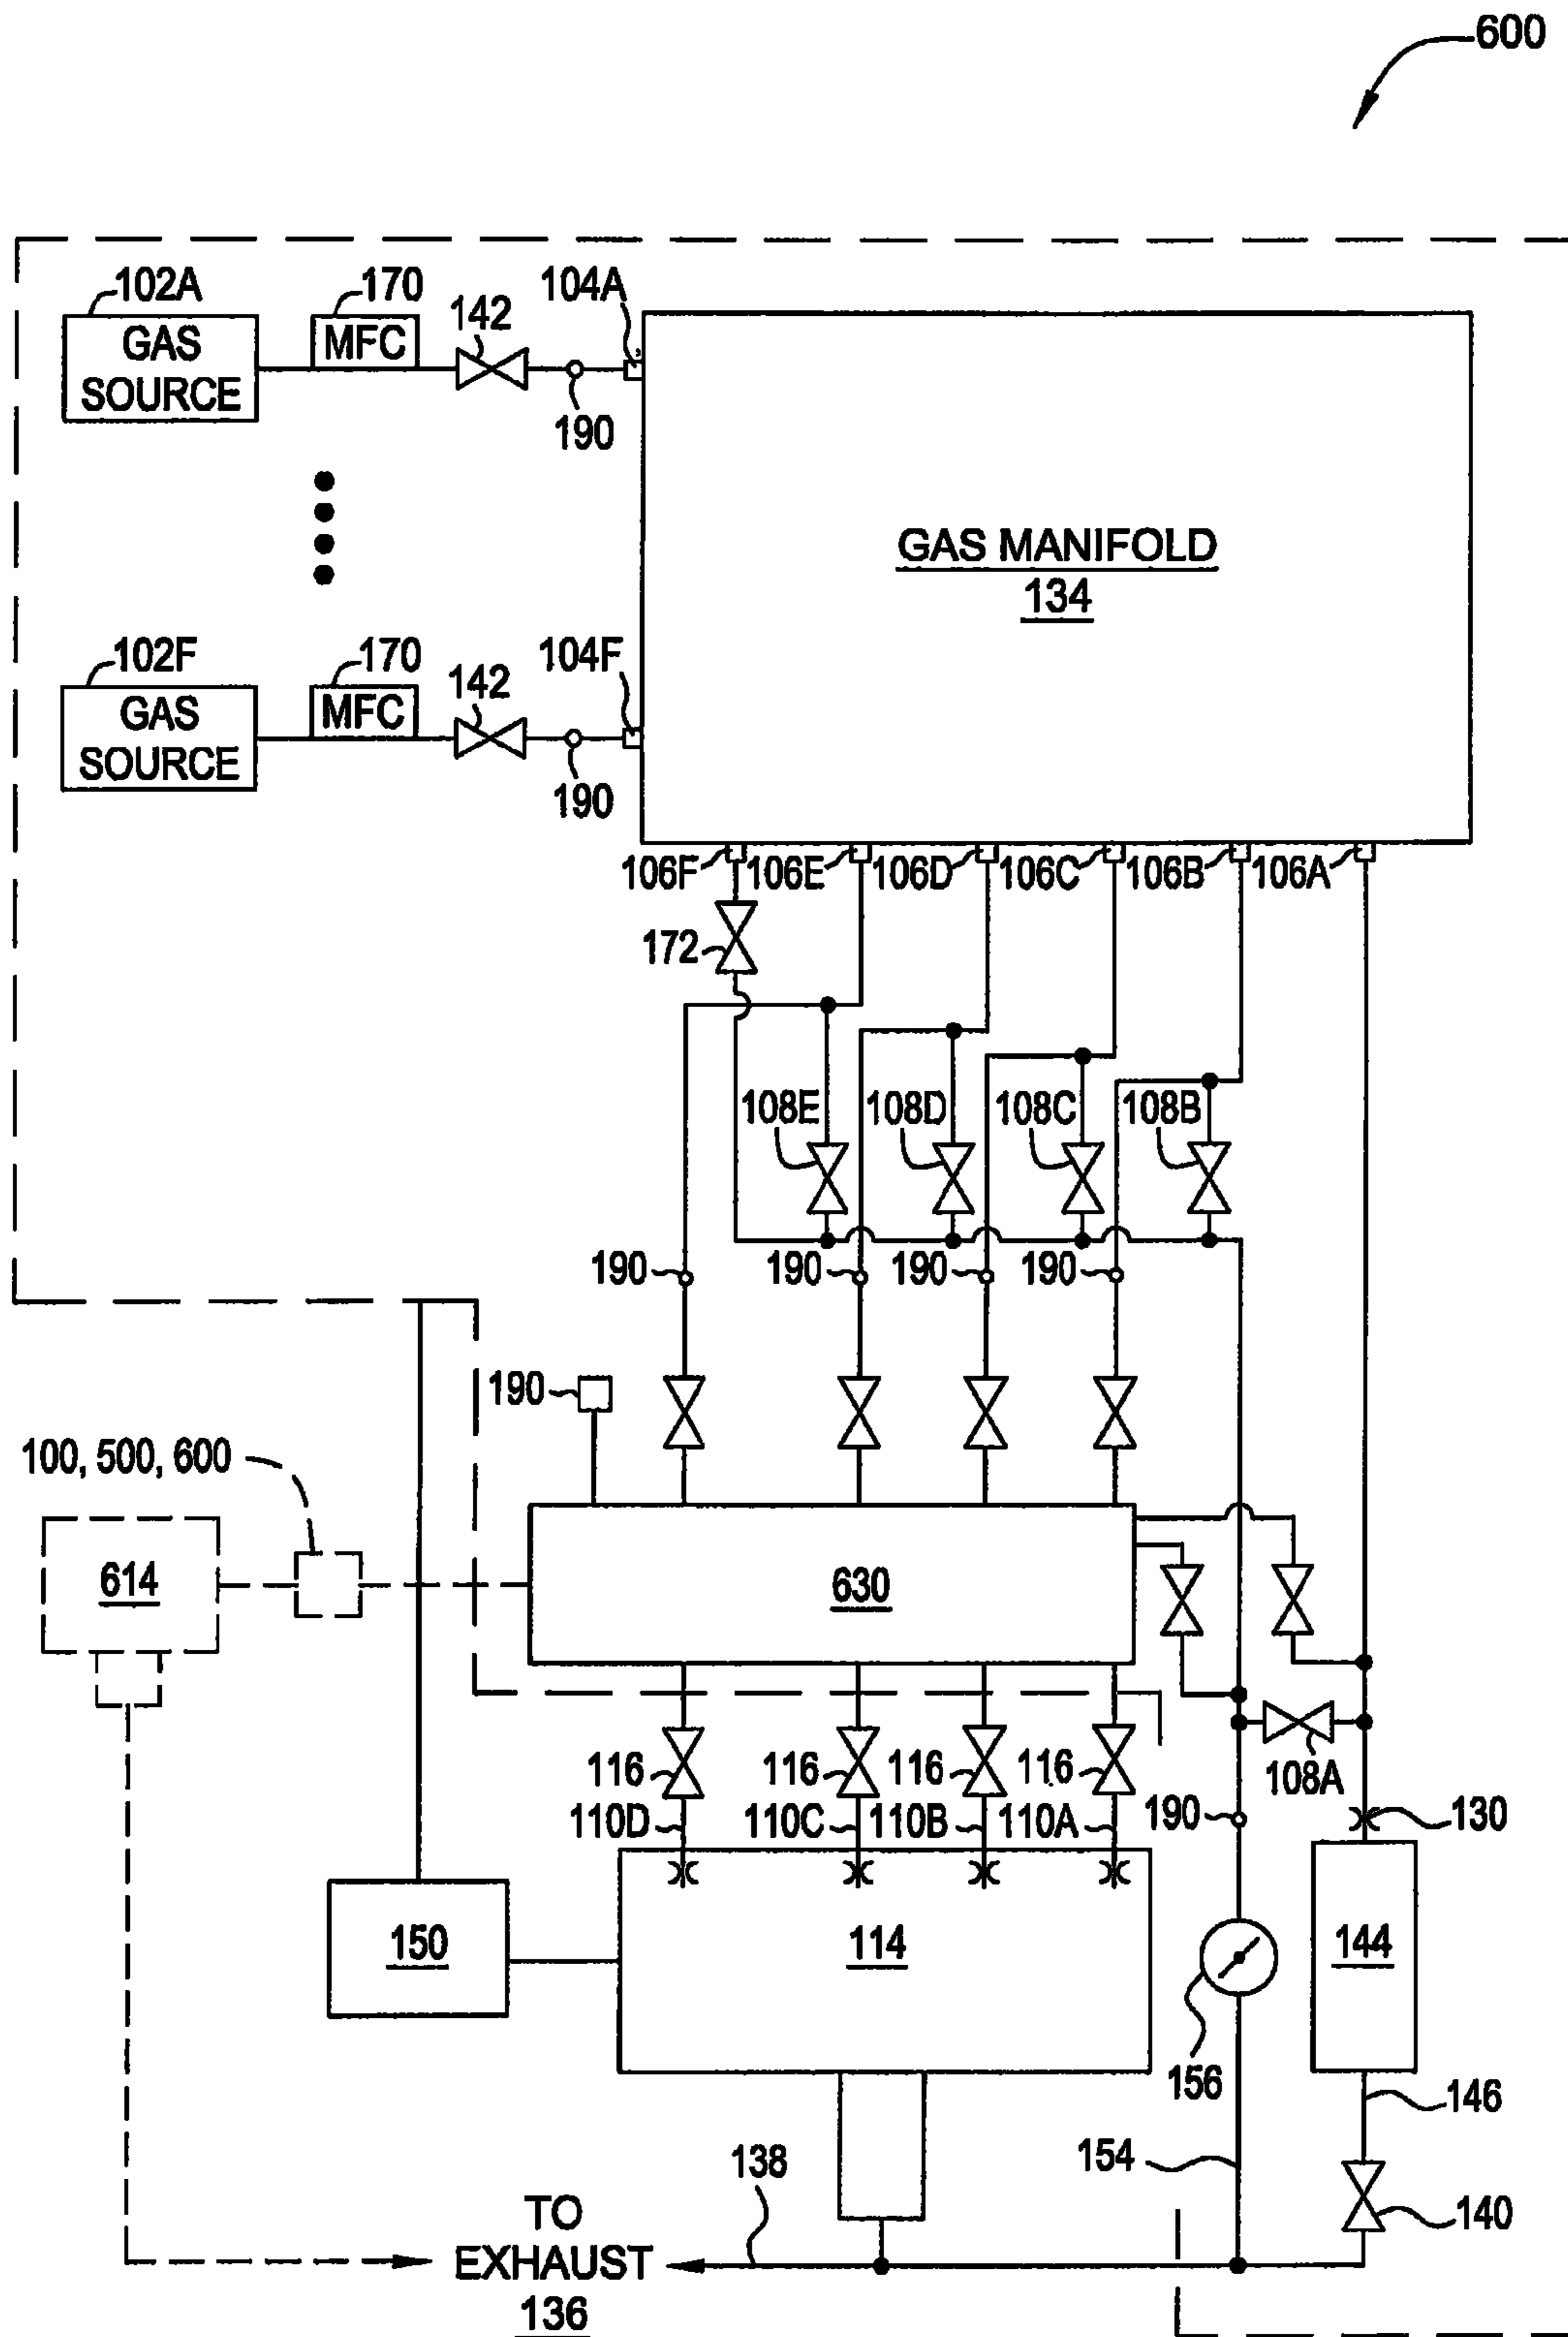 600
102A
170
142
104A
GAS
SOURCE
MFC
190
GAS MANIFOLD
134
102F
170
142
104F
GAS
SOURCE
MFC
190
106F
106E
106D
106C
106B
106A
172
108E
108D
108C
108B
190
190
190
190
190
100, 500, 600
614
630
116
116
116
116
108A
110D
110C
110B
110A
190
130
150
114
144
156
146
154
138
140
TO
EXHAUST
136